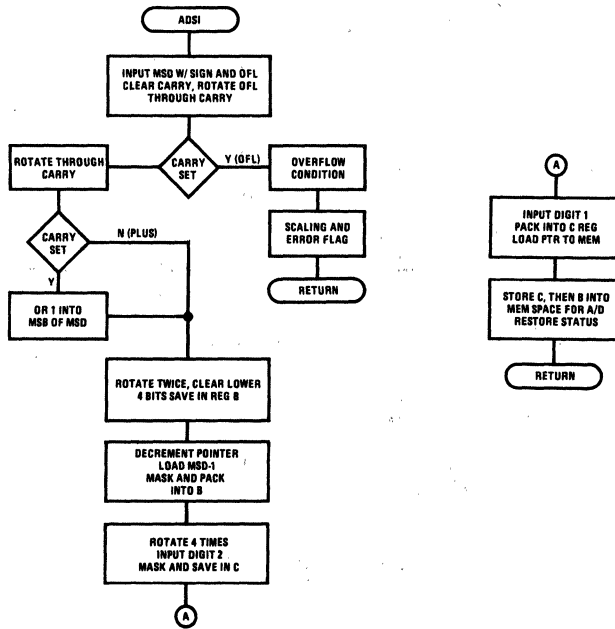 ADSI
INPUT MSD W/ SIGN AND OFL
CLEAR CARRY, ROTATE OFL
THROUGH CARRY
CARRY
SET
Y (OFL)
OVERFLOW
CONDITION
SCALING AND
ERROR FLAG
RETURN
ROTATE THROUGH
CARRY
CARRY
SET
N (PLUS)
Y
OR 1 INTO
MSB OF MSD
ROTATE TWICE, CLEAR LOWER
4 BITS SAVE IN REG B
DECREMENT POINTER
LOAD MSD-1
MASK AND PACK
INTO B
ROTATE 4 TIMES
INPUT DIGIT 2
MASK AND SAVE IN C
A
A
INPUT DIGIT 1
PACK INTO C REG
LOAD PTR TO MEM
STORE C, THEN B INTO
MEM SPACE FOR A/D
RESTORE STATUS
RETURN